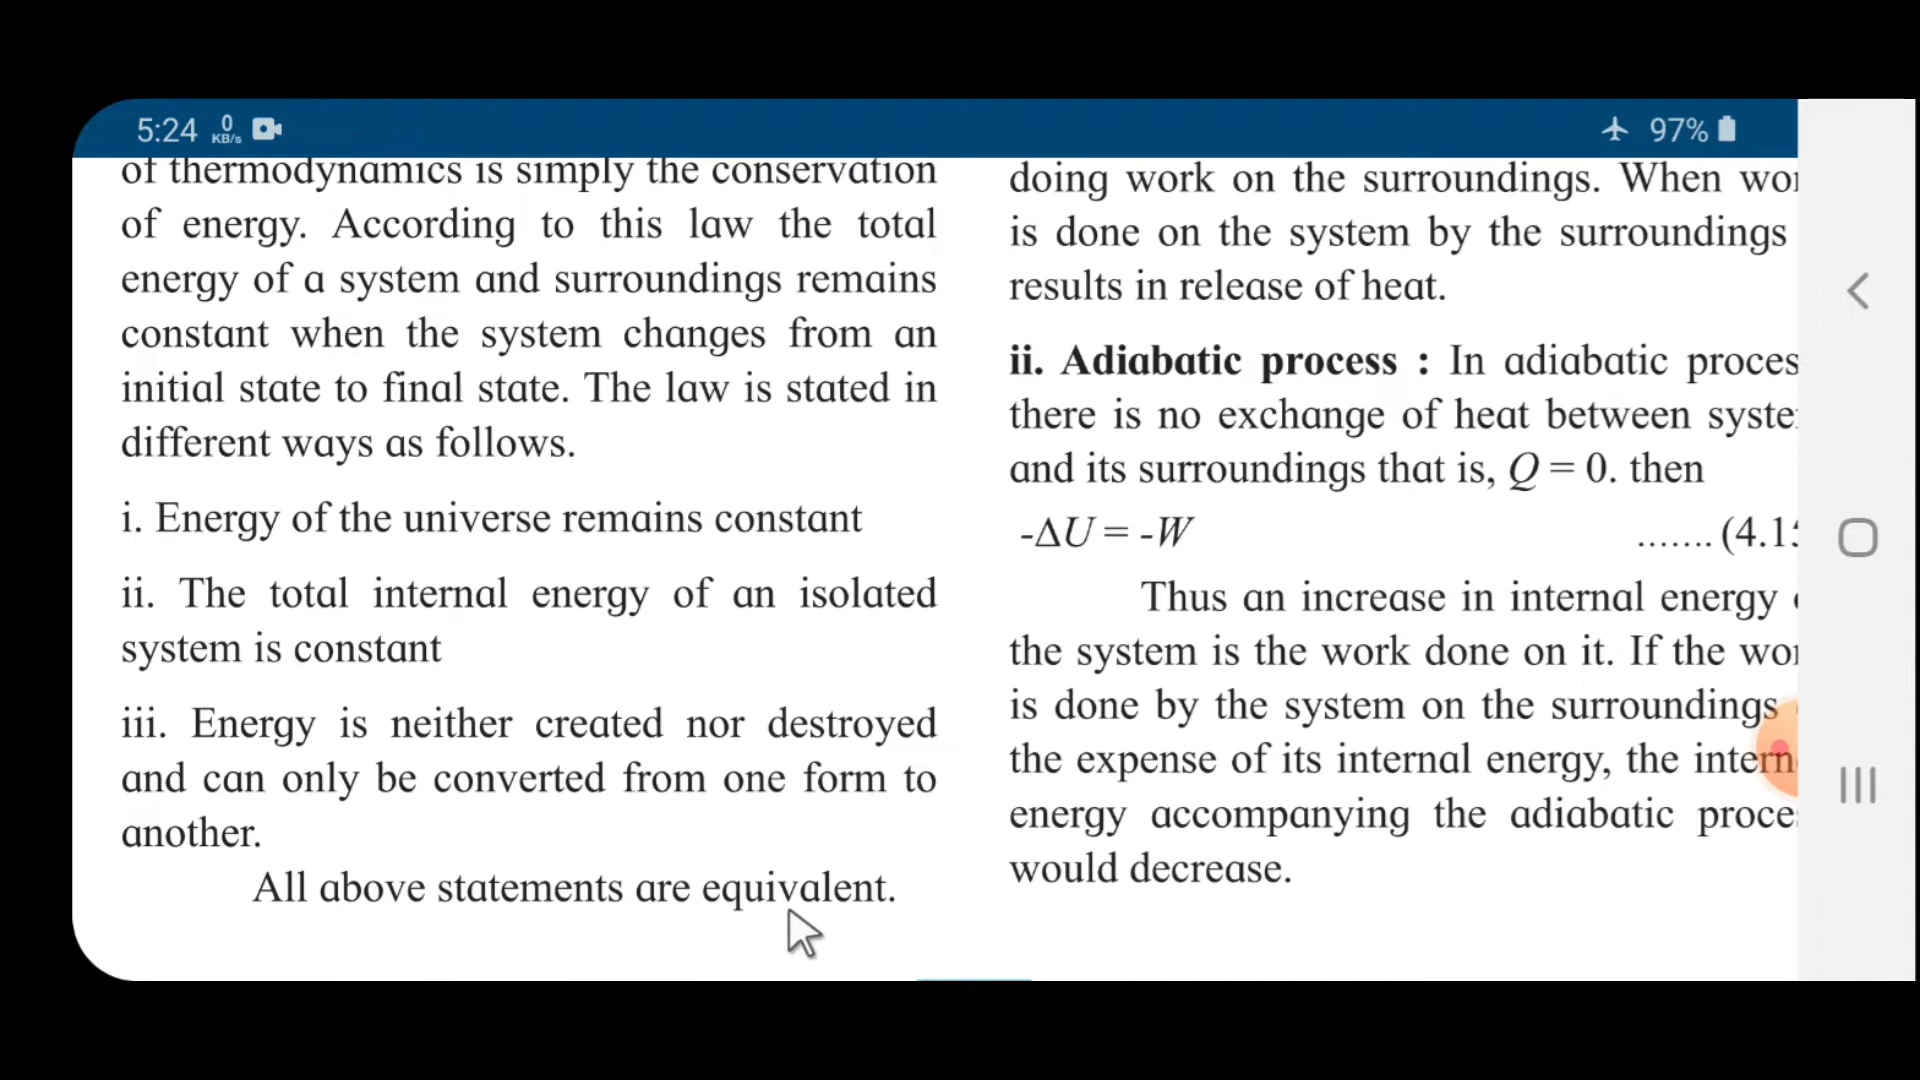 5:24 0 KB/s
97%
of thermodynamics is simply the conservation
of energy. According to this law the total
energy of a system and surroundings remains
constant when the system changes from an
initial state to final state. The law is stated in
different ways as follows.
i. Energy of the universe remains constant
ii. The total internal energy of an isolated
system is constant
iii. Energy is neither created nor destroyed
and can only be converted from one form to
another.
All above statements are equivalent.
doing work on the surroundings. When
is done on the system by the surroundings
results in release of heat.
ii. Adiabatic process : In adiabatic
there is no exchange of heat between
and its surroundings that is, Q = 0. then
-ΔU = -W ....... (4.1
Thus an increase in internal energy
the system is the work done on it. If the
is done by the system on the surroundings
the expense of its internal energy, the
energy accompanying the adiabatic
would decrease.